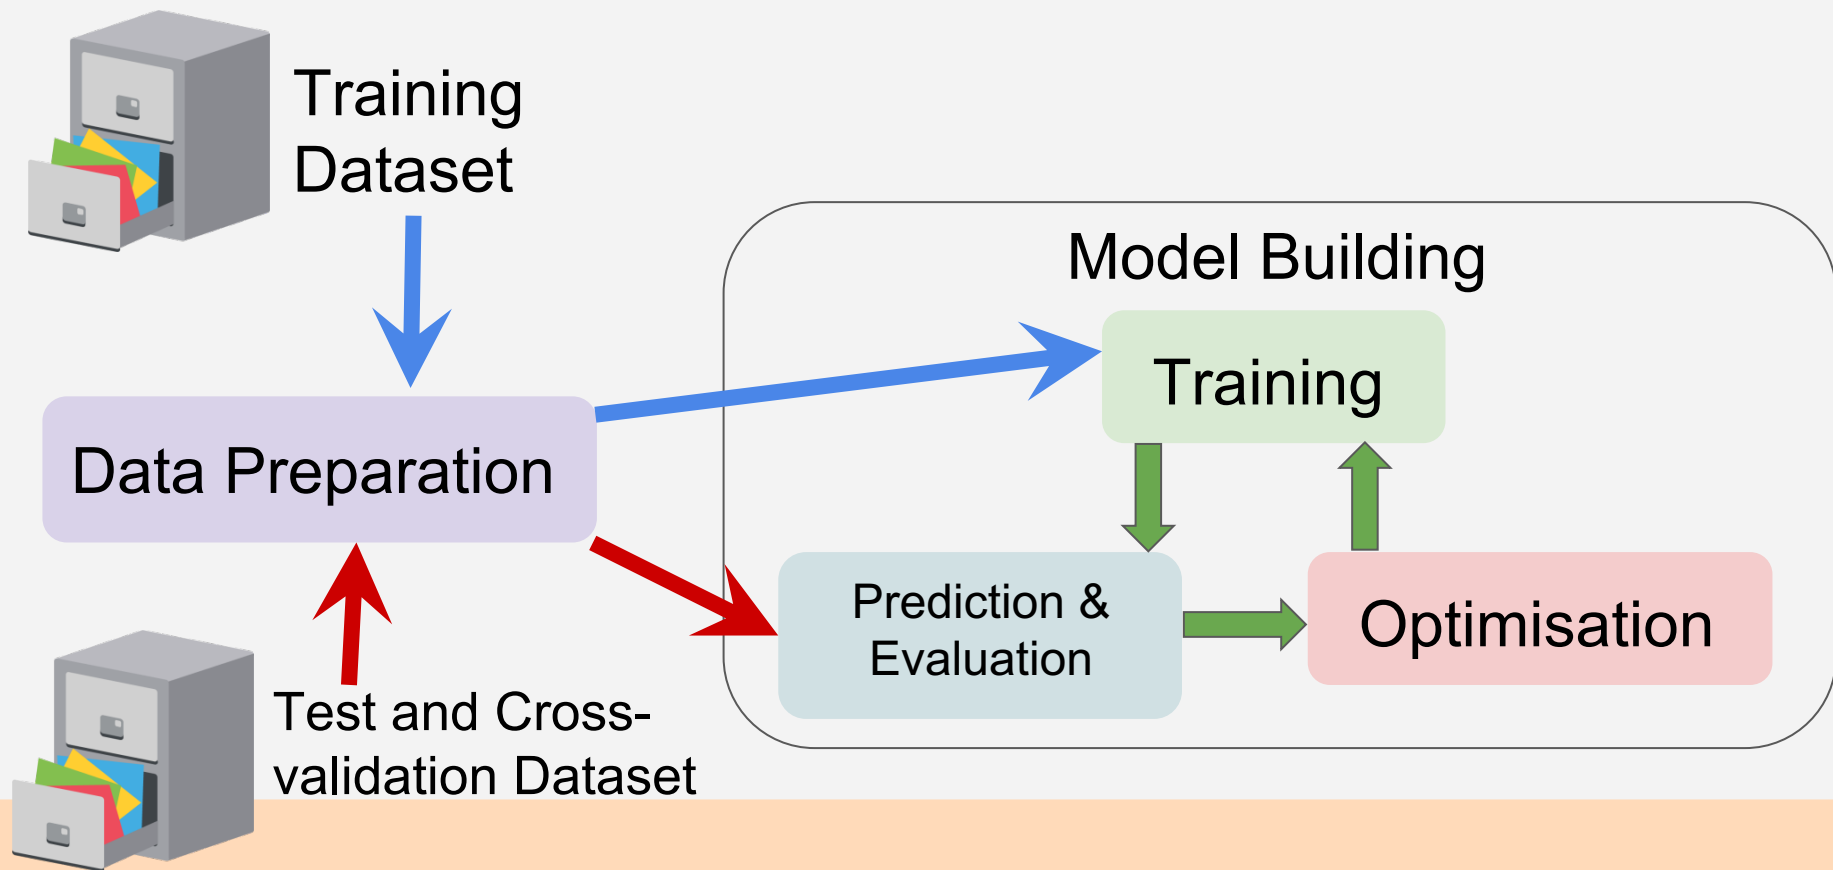 Training
Dataset
Model Building
Training
Data Preparation
Prediction &
Evaluation
Optimisation
Test and Cross-
validation Dataset